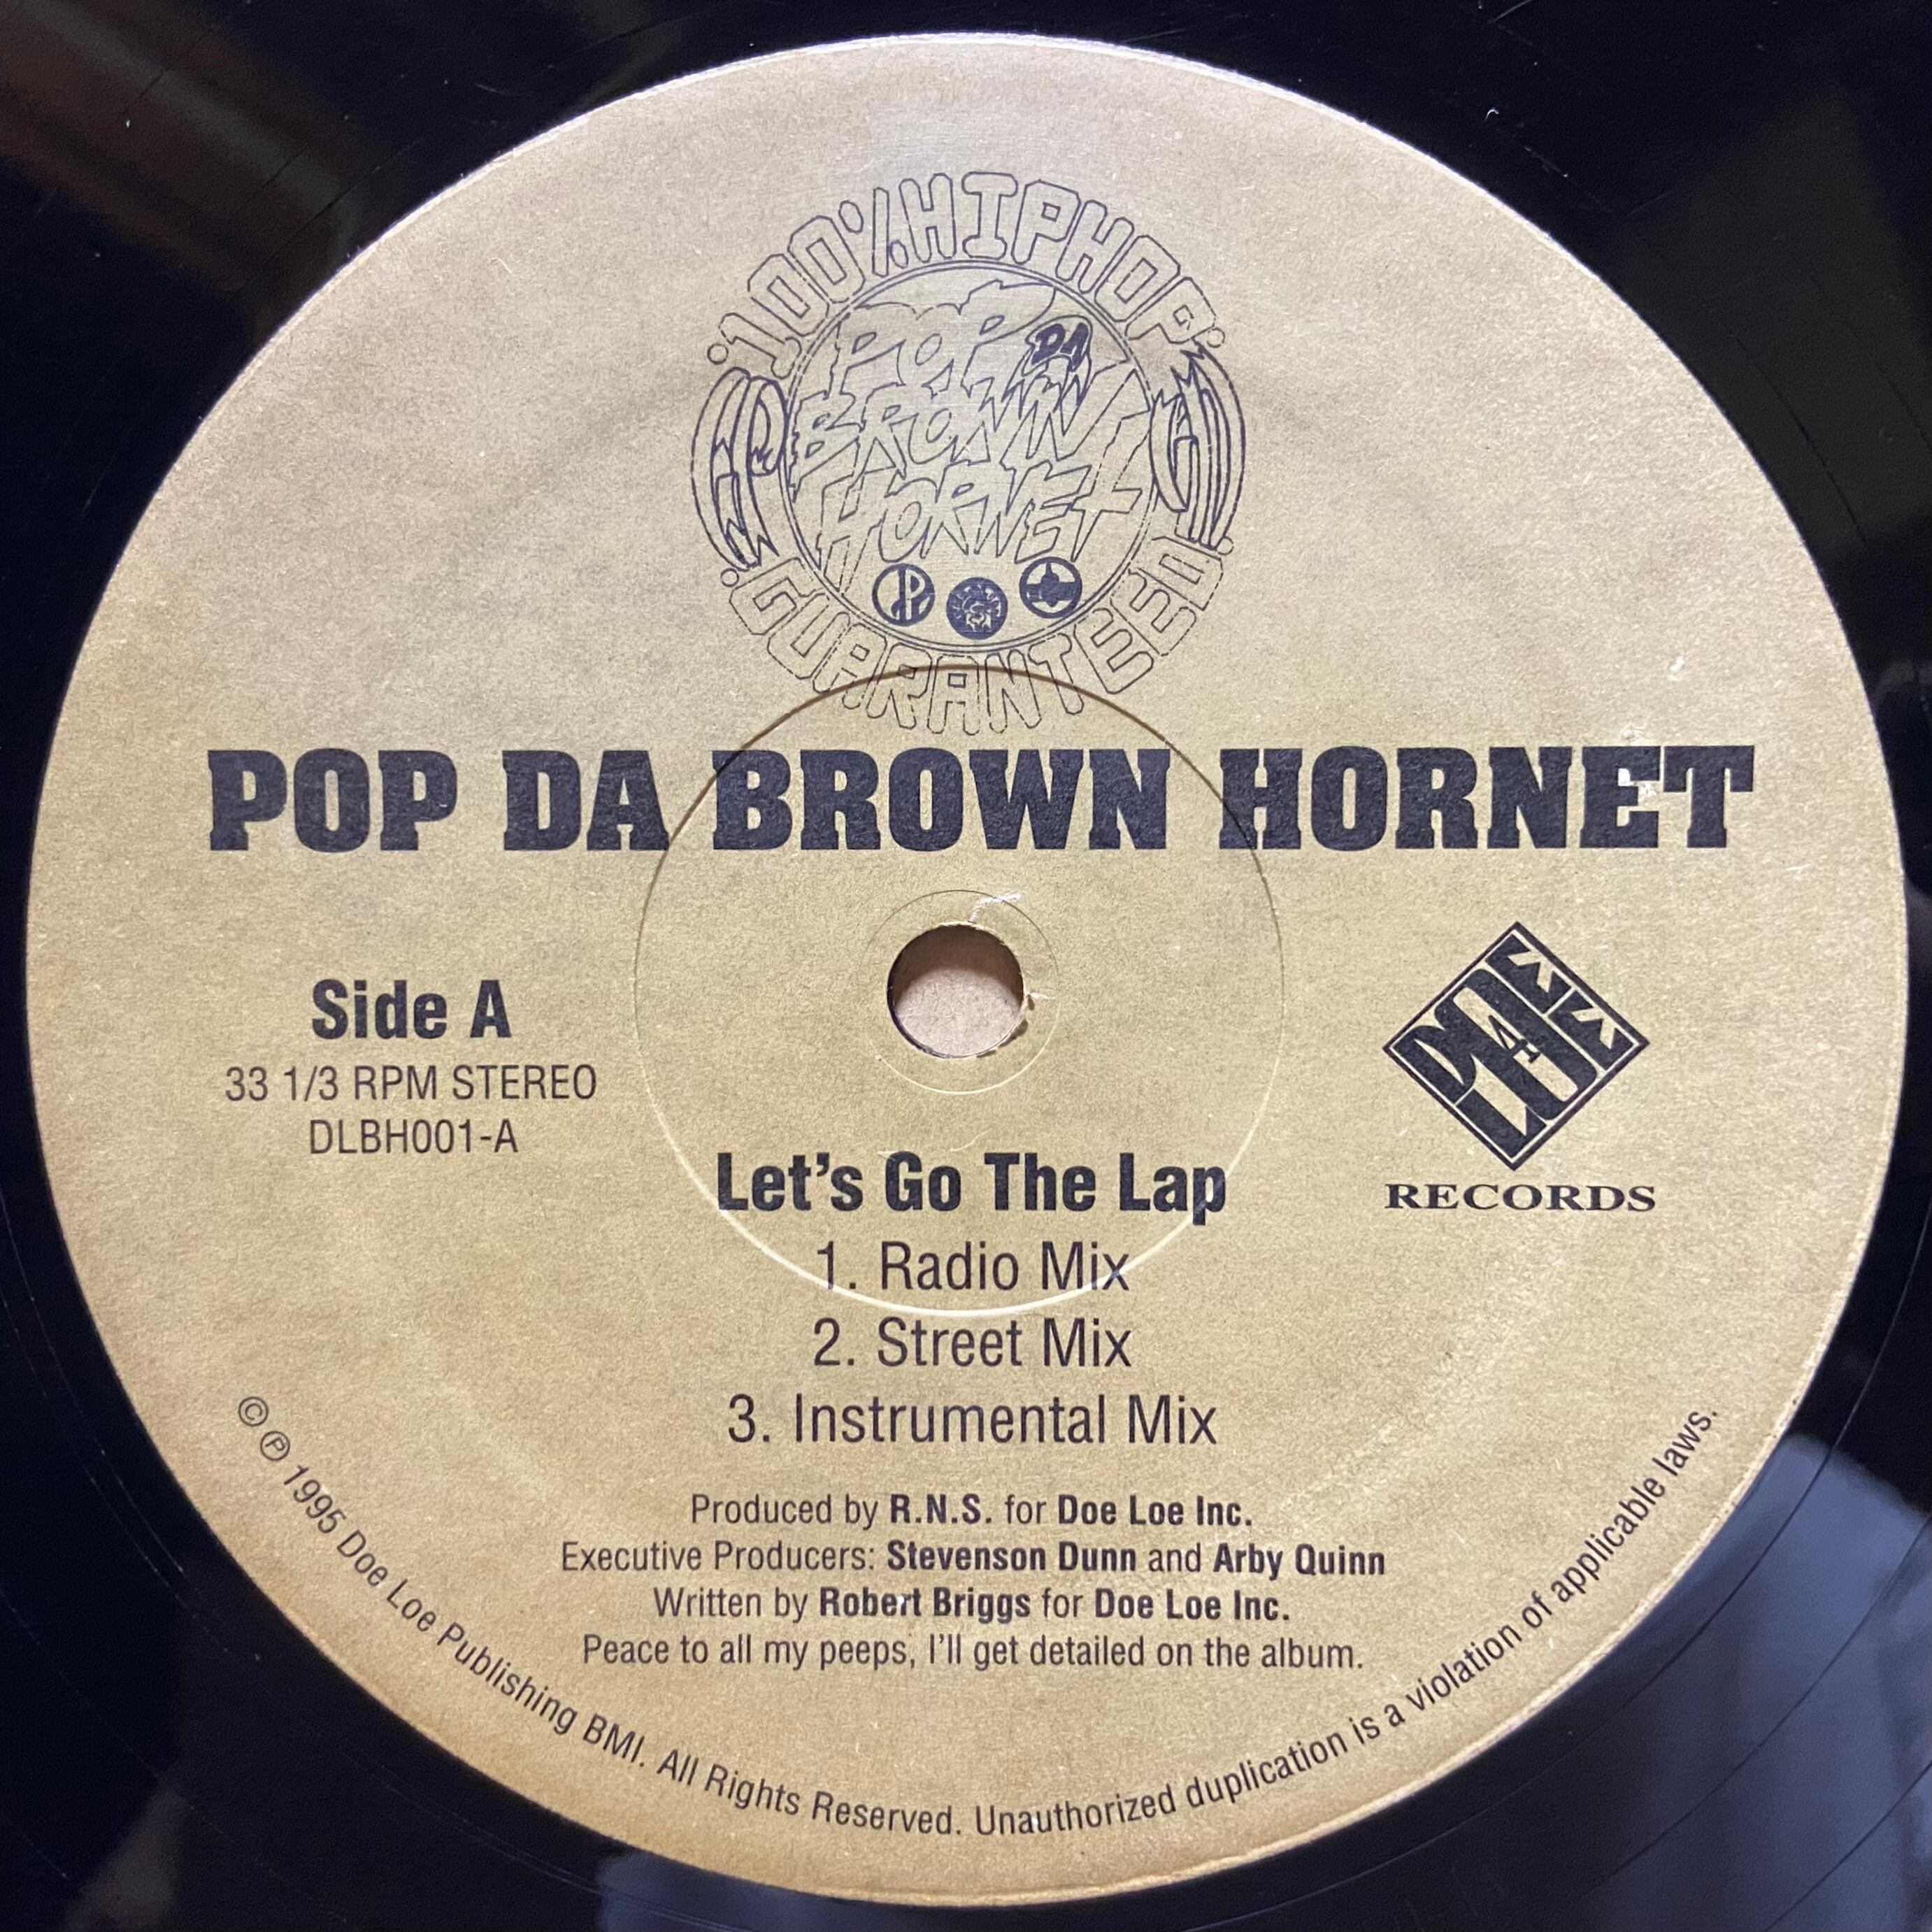 100% HIPHOP
POP DA
BROWN
HORNET
GUARANTEED
POP DA BROWN HORNET
Side A
33 1/3 RPM STEREO
DLBH001-A
DOE
LOE
RECORDS
Let's Go The Lap
1. Radio Mix
2. Street Mix
3. Instrumental Mix
Produced by R.N.S. for Doe Loe Inc.
Executive Producers: Stevenson Dunn and Arby Quinn
Written by Robert Briggs for Doe Loe Inc.
Peace to all my peeps, I'll get detailed on the album.
© ℗ 1995 Doe Loe Publishing BMI. All Rights Reserved. Unauthorized duplication is a violation of applicable laws.